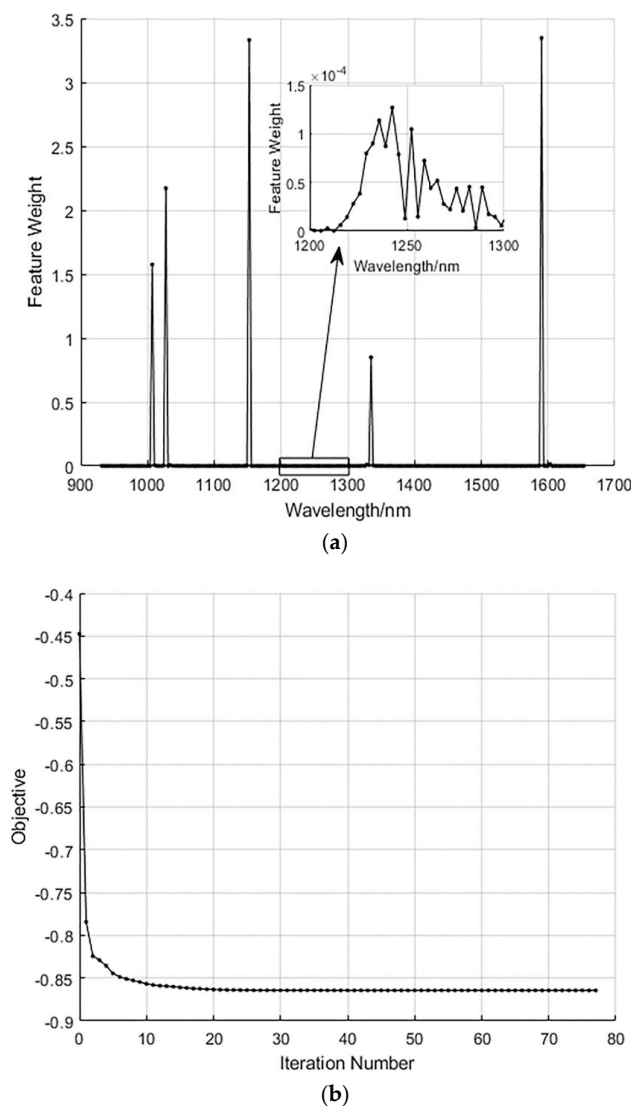 3.5
3
2.5
2
1.5
1
0.5
0
Feature Weight
×10⁻⁴
1.5
1
0.5
0
Feature Weight
1200 1250 1300
Wavelength/nm
900 1000 1100 1200 1300 1400 1500 1600 1700
Wavelength/nm
(a)
-0.4
-0.45
-0.5
-0.55
-0.6
-0.65
-0.7
-0.75
-0.8
-0.85
-0.9
Objective
0 10 20 30 40 50 60 70 80
Iteration Number
(b)